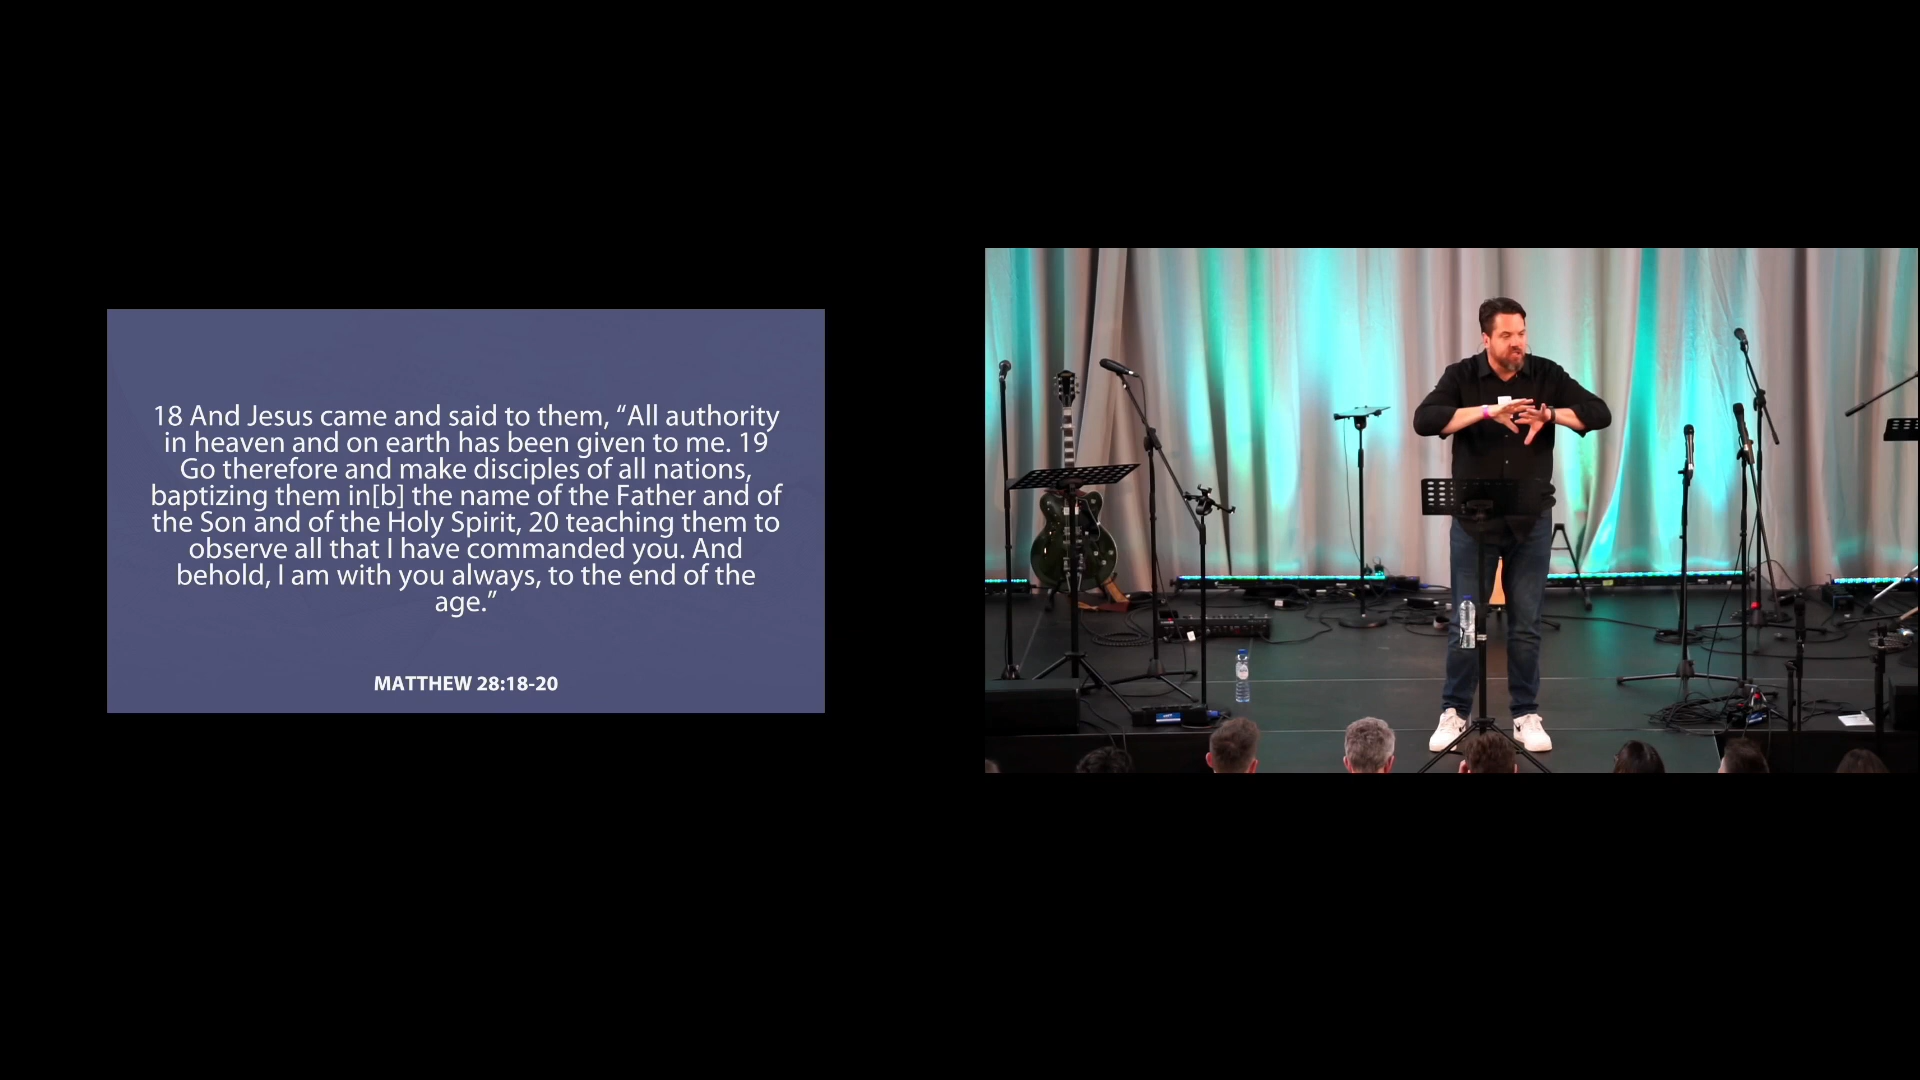 18 And Jesus came and said to them, “All authority
in heaven and on earth has been given to me. 19
Go therefore and make disciples of all nations,
baptizing them in[b] the name of the Father and of
the Son and of the Holy Spirit, 20 teaching them to
observe all that I have commanded you. And
behold, I am with you always, to the end of the
age.”
MATTHEW 28:18-20